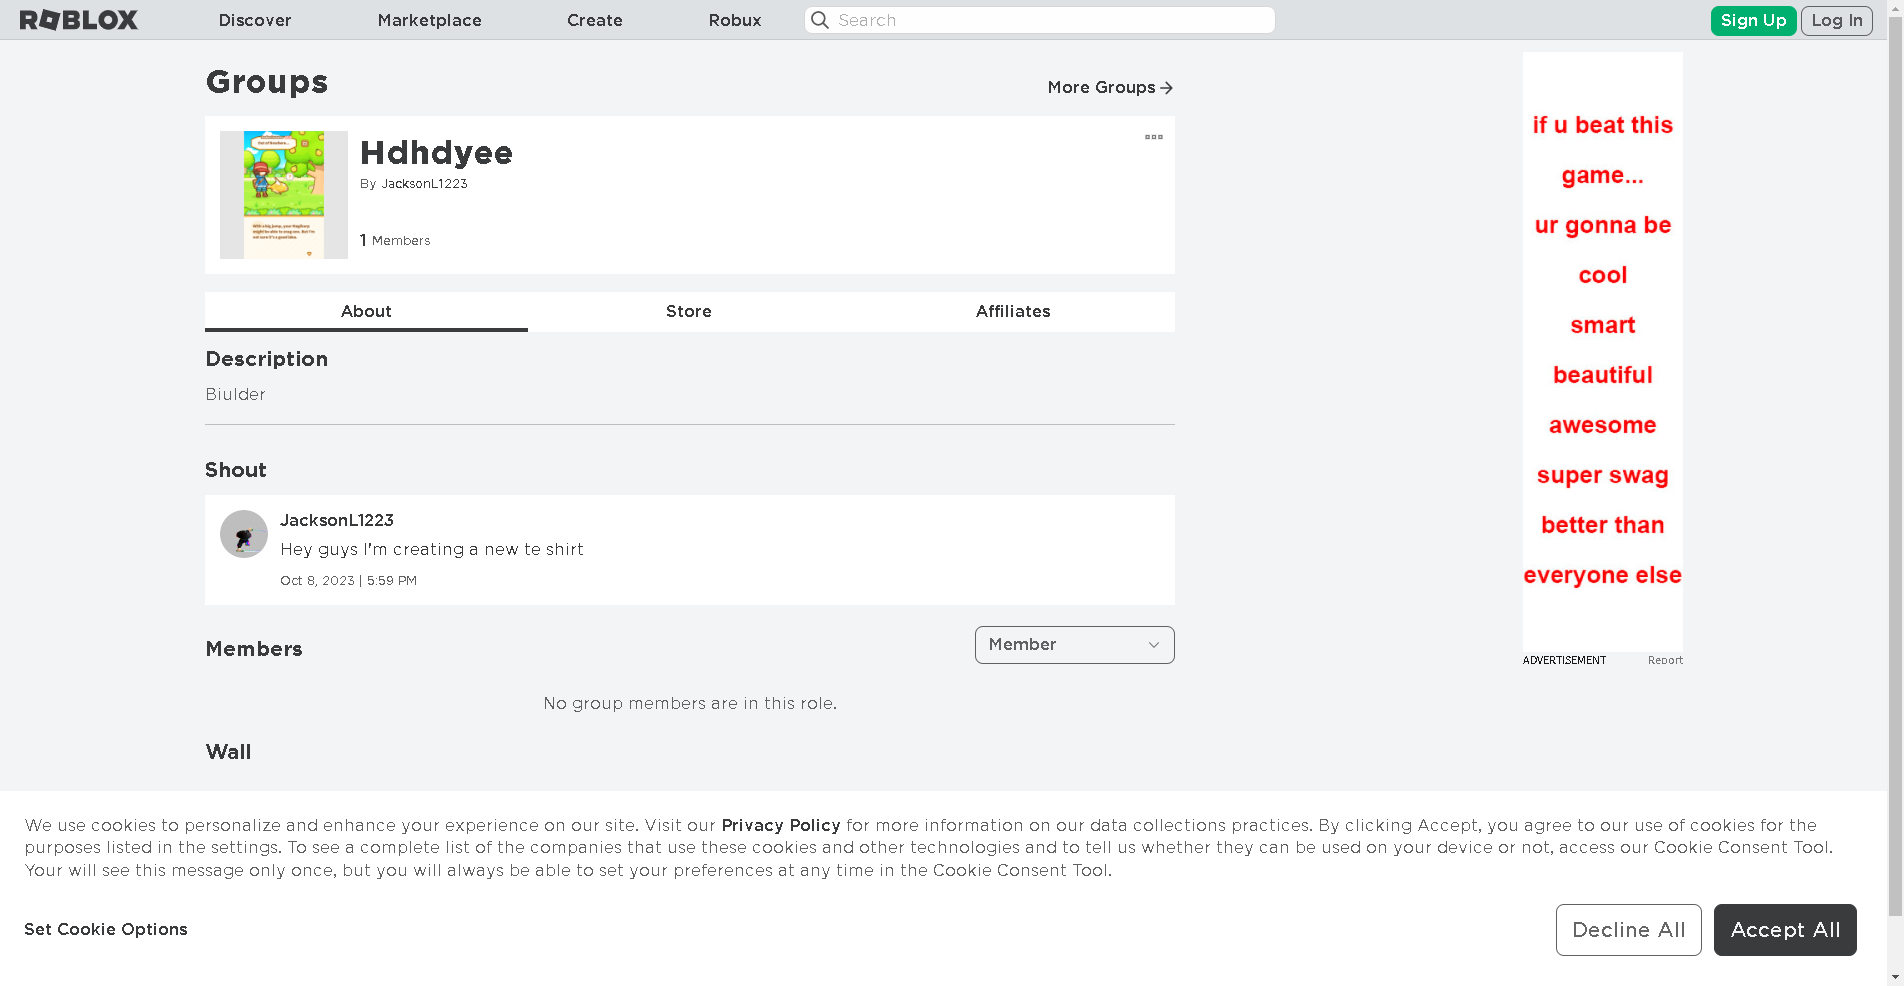 ROBLOX
Discover
Marketplace
Create
Robux
Search
Sign Up
Log In
Groups
More Groups
Hdhdyee
By JacksonL1223
1 Members
About
Store
Affiliates
Description
Biulder
Shout
JacksonL1223
Hey guys I'm creating a new te shirt
Oct 8, 2023 | 5:59 PM
Members
Member
No group members are in this role.
Wall
if u beat this
game...
ur gonna be
cool
smart
beautiful
awesome
super swag
better than
everyone else
ADVERTISEMENT
Report
We use cookies to personalize and enhance your experience on our site. Visit our Privacy Policy for more information on our data collections practices. By clicking Accept, you agree to our use of cookies for the
purposes listed in the settings. To see a complete list of the companies that use these cookies and other technologies and to tell us whether they can be used on your device or not, access our Cookie Consent Tool.
Your will see this message only once, but you will always be able to set your preferences at any time in the Cookie Consent Tool.
Set Cookie Options
Decline All
Accept All